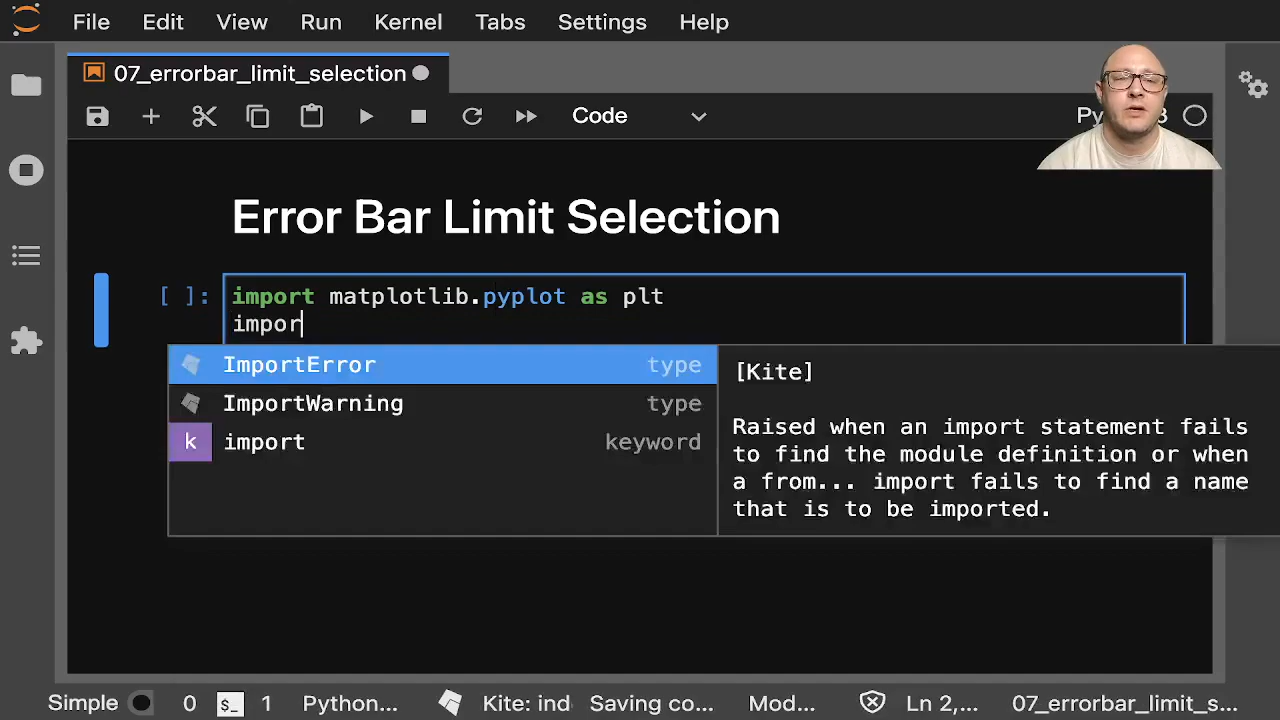 File Edit View Run Kernel Tabs Settings Help
07_errorbar_limit_selection
Code
Py 3
Error Bar Limit Selection
[ ]: import matplotlib.pyplot as plt
impor
ImportError type
ImportWarning type
k import keyword
[Kite]
Raised when an import statement fails
to find the module definition or when
a from... import fails to find a name
that is to be imported.
Simple 0 $_ 1 Python... Kite: ind Saving co... Mod... Ln 2,... 07_errorbar_limit_s...